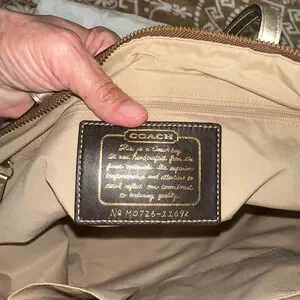 COACH
This is a Coach bag.
It was handcrafted from the
finest materials. Its superior
craftsmanship and attention to
detail reflect our commitment
to enduring quality.
No M0726-11692